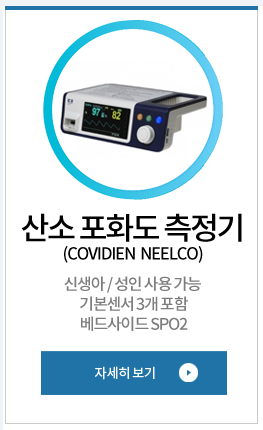 97
82
산소 포화도 측정기
(COVIDIEN NEELCO)
신생아 / 성인 사용 가능
기본센서 3개 포함
베드사이드 SPO2
자세히 보기